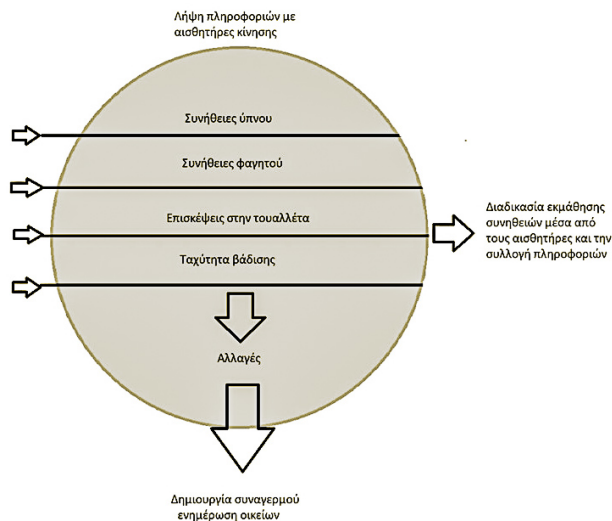 Λήψη πληροφοριών με
αισθητήρες κίνησης
Συνήθειες ύπνου
Συνήθειες φαγητού
Επισκέψεις στην τουαλλέτα
Ταχύτητα βάδισης
Διαδικασία εκμάθησης
συνηθειών μέσα από
τους αισθητήρες και την
συλλογή πληροφοριών
Αλλαγές
Δημιουργία συναγερμού
ενημέρωση οικείων